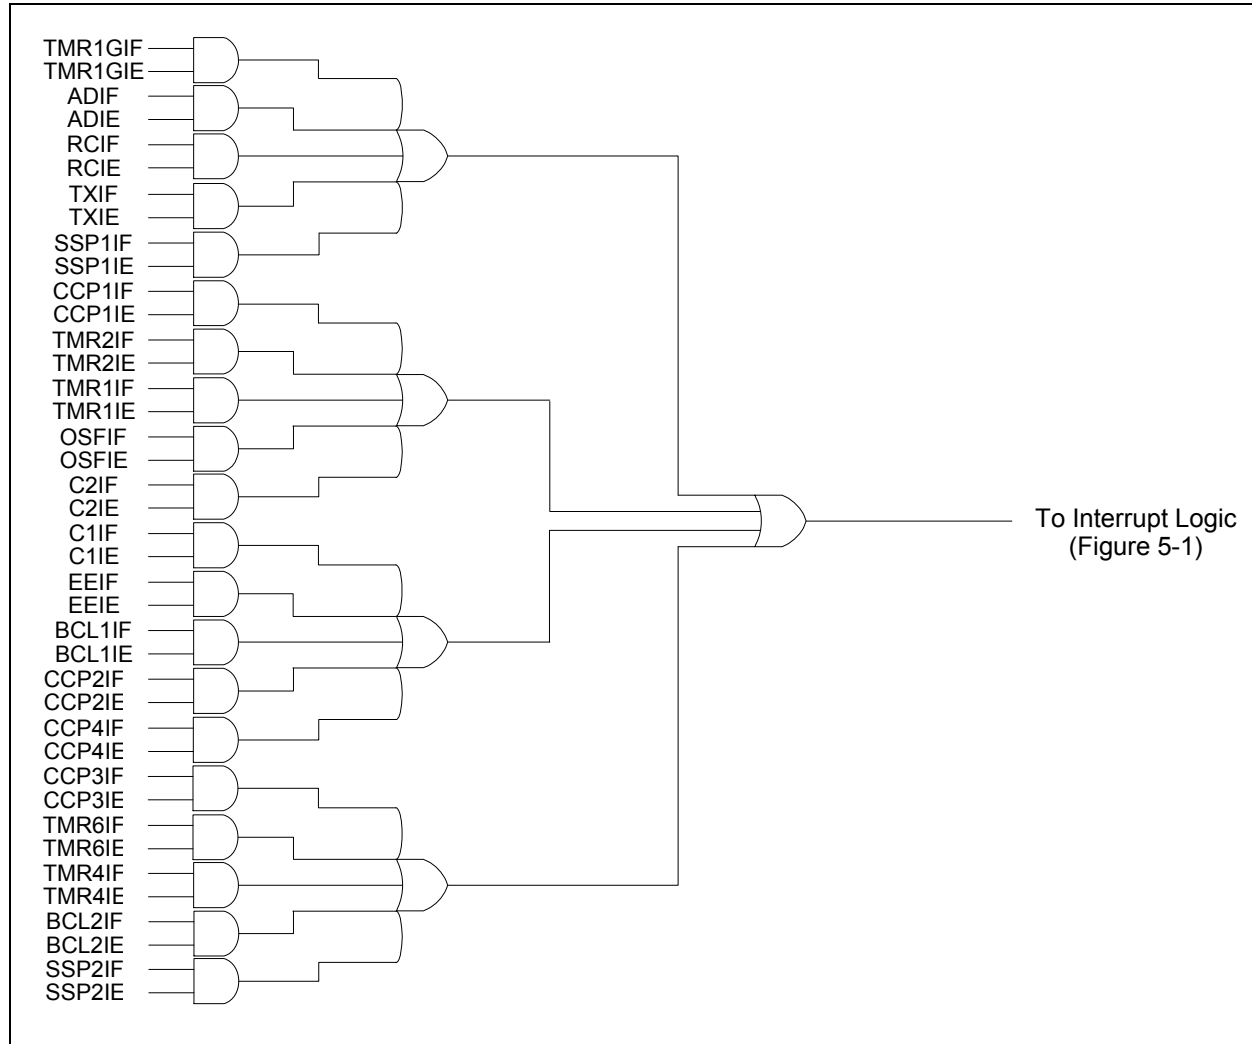 TMR1GIF
TMR1GIE
ADIF
ADIE
RCIF
RCIE
TXIF
TXIE
SSP1IF
SSP1IE
CCP1IF
CCP1IE
TMR2IF
TMR2IE
TMR1IF
TMR1IE
OSFIF
OSFIE
C2IF
C2IE
C1IF
C1IE
EEIF
EEIE
BCL1IF
BCL1IE
CCP2IF
CCP2IE
CCP4IF
CCP4IE
CCP3IF
CCP3IE
TMR6IF
TMR6IE
TMR4IF
TMR4IE
BCL2IF
BCL2IE
SSP2IF
SSP2IE
To Interrupt Logic
(Figure 5-1)